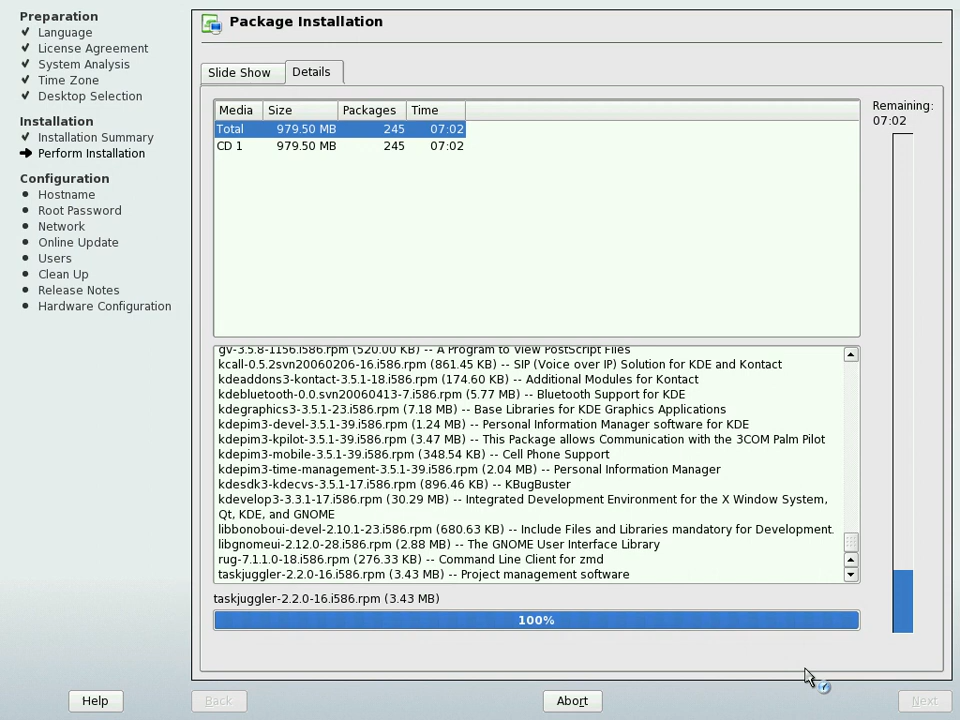 Preparation
Language
License Agreement
System Analysis
Time Zone
Desktop Selection
Installation
Installation Summary
Perform Installation
Configuration
Hostname
Root Password
Network
Online Update
Users
Clean Up
Release Notes
Hardware Configuration
Package Installation
Slide Show Details
Media Size Packages Time
Total 979.50 MB 245 07:02
CD 1 979.50 MB 245 07:02
Remaining:
07:02
gv-3.5.8-1156.i586.rpm (520.00 KB) -- A Program to View PostScript Files
kcall-0.5.2svn20060206-16.i586.rpm (861.45 KB) -- SIP (Voice over IP) Solution for KDE and Kontact
kdeaddons3-kontact-3.5.1-18.i586.rpm (174.60 KB) -- Additional Modules for Kontact
kdebluetooth-0.0.svn20060413-7.i586.rpm (5.77 MB) -- Bluetooth Support for KDE
kdegraphics3-3.5.1-23.i586.rpm (7.18 MB) -- Base Libraries for KDE Graphics Applications
kdepim3-devel-3.5.1-39.i586.rpm (1.24 MB) -- Personal Information Manager software for KDE
kdepim3-kpilot-3.5.1-39.i586.rpm (3.47 MB) -- This Package allows Communication with the 3COM Palm Pilot
kdepim3-mobile-3.5.1-39.i586.rpm (348.54 KB) -- Cell Phone Support
kdepim3-time-management-3.5.1-39.i586.rpm (2.04 MB) -- Personal Information Manager
kdesdk3-kdecvs-3.5.1-17.i586.rpm (896.46 KB) -- KBugBuster
kdevelop3-3.3.1-17.i586.rpm (30.29 MB) -- Integrated Development Environment for the X Window System,
Qt, KDE, and GNOME
libbonoboui-devel-2.10.1-23.i586.rpm (680.63 KB) -- Include Files and Libraries mandatory for Development.
libgnomeui-2.12.0-28.i586.rpm (2.88 MB) -- The GNOME User Interface Library
rug-7.1.1.0-18.i586.rpm (276.33 KB) -- Command Line Client for zmd
taskjuggler-2.2.0-16.i586.rpm (3.43 MB) -- Project management software
taskjuggler-2.2.0-16.i586.rpm (3.43 MB)
100%
Help Back Abort Next